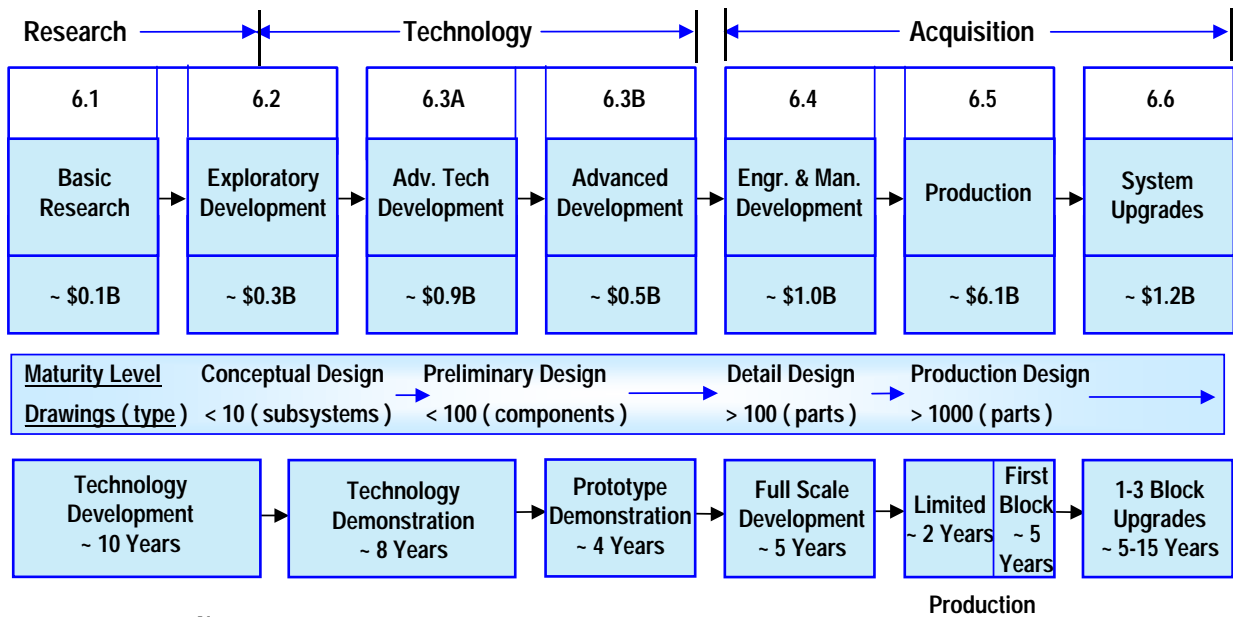 Research Technology Acquisition
6.1 6.2 6.3A 6.3B 6.4 6.5 6.6
Basic
Research
Exploratory
Development
Adv. Tech
Development
Advanced
Development
Engr. & Man.
Development
Production
System
Upgrades
~ $0.1B ~ $0.3B ~ $0.9B ~ $0.5B ~ $1.0B ~ $6.1B ~ $1.2B
Maturity Level Conceptual Design Preliminary Design Detail Design Production Design
Drawings ( type ) < 10 ( subsystems ) < 100 ( components ) > 100 ( parts ) > 1000 ( parts )
Technology
Development
~ 10 Years
Technology
Demonstration
~ 8 Years
Prototype
Demonstration
~ 4 Years
Full Scale
Development
~ 5 Years
Limited
~ 2 Years
First
Block
~ 5
Years
1-3 Block
Upgrades
~ 5-15 Years
Production